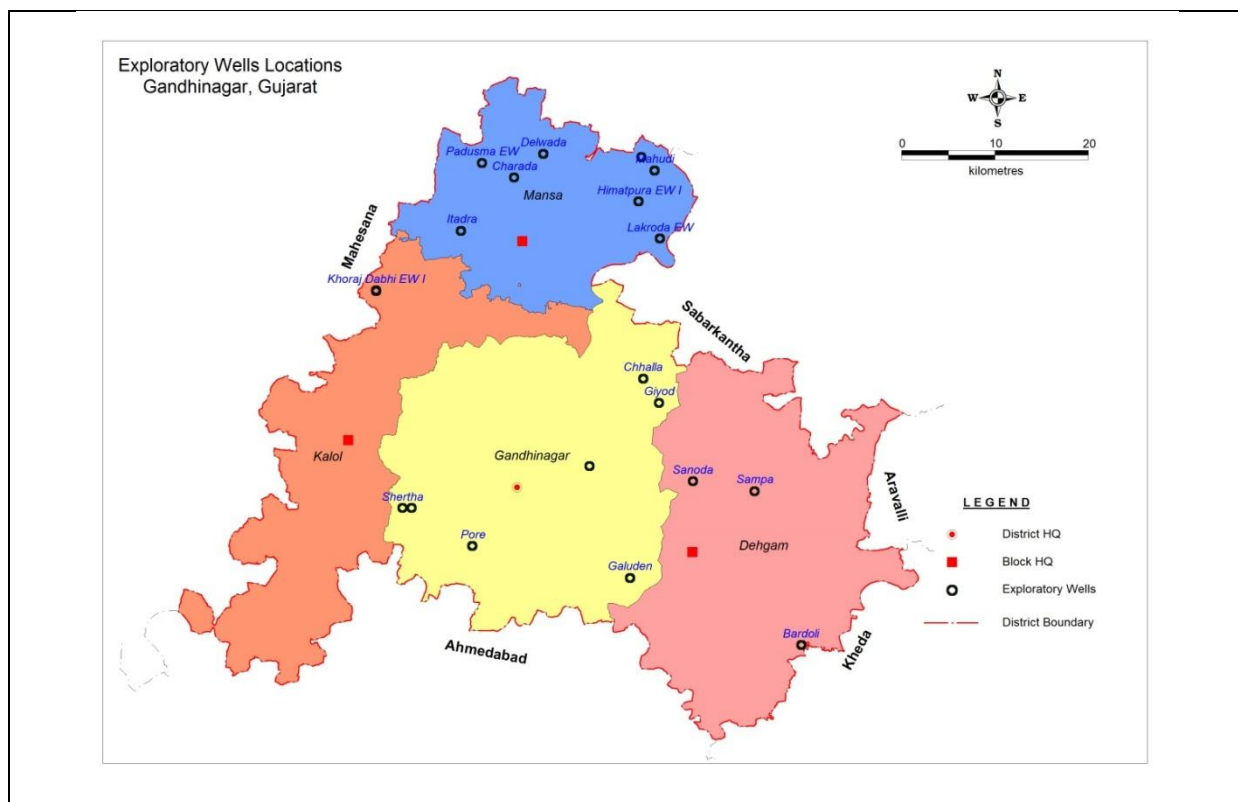 Exploratory Wells Locations
Gandhinagar, Gujarat
N
W E
S
0 10 20
kilometres
Delwada
Padusma EW
Charada
Mahudi
Mansa
Himatpura EW I
Itadra
Lakroda EW
Mahesana
Khoraj Dabhi EW I
Sabarkantha
Chhalla
Giyod
Kalol
Gandhinagar
Sanoda
Sampa
Aravalli
Shertha
Pore
Dehgam
Galuden
Bardoli
Ahmedabad
Kheda
LEGEND
District HQ
Block HQ
Exploratory Wells
District Boundary